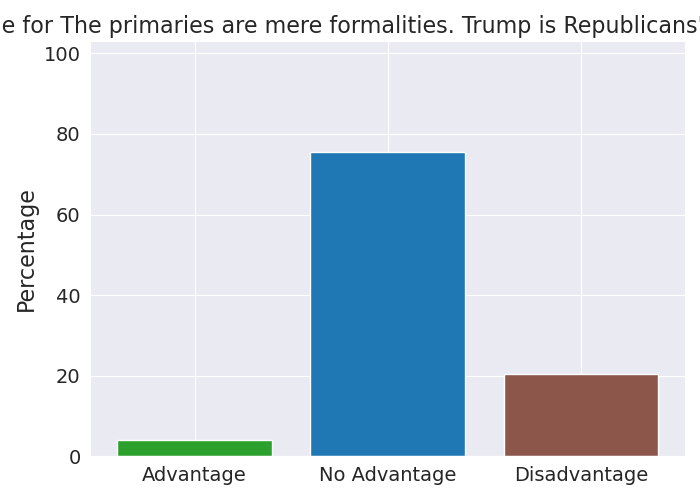 e for The primaries are mere formalities. Trump is Republicans'
100
80
60
40
20
0
Percentage
Advantage No Advantage Disadvantage